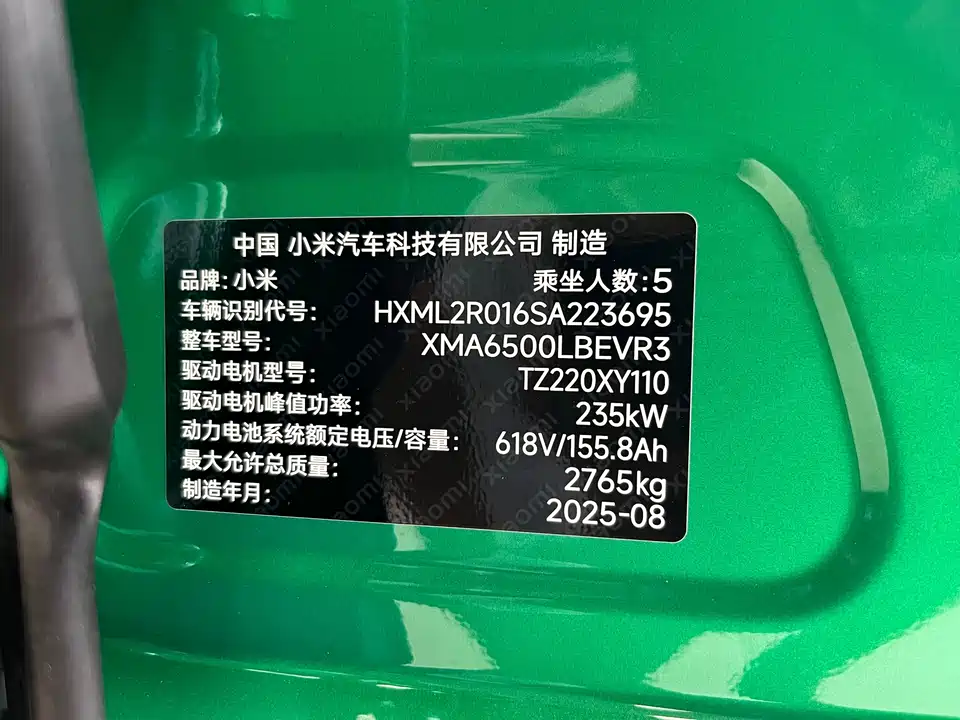 中国 小米汽车科技有限公司 制造
品牌: 小米 乘坐人数: 5
车辆识别代号: HXML2R016SA223695
整车型号: XMA6500LBEVR3
驱动电机型号: TZ220XY110
驱动电机峰值功率: 235kW
动力电池系统额定电压/容量: 618V/155.8Ah
最大允许总质量: 2765kg
制造年月: 2025-08